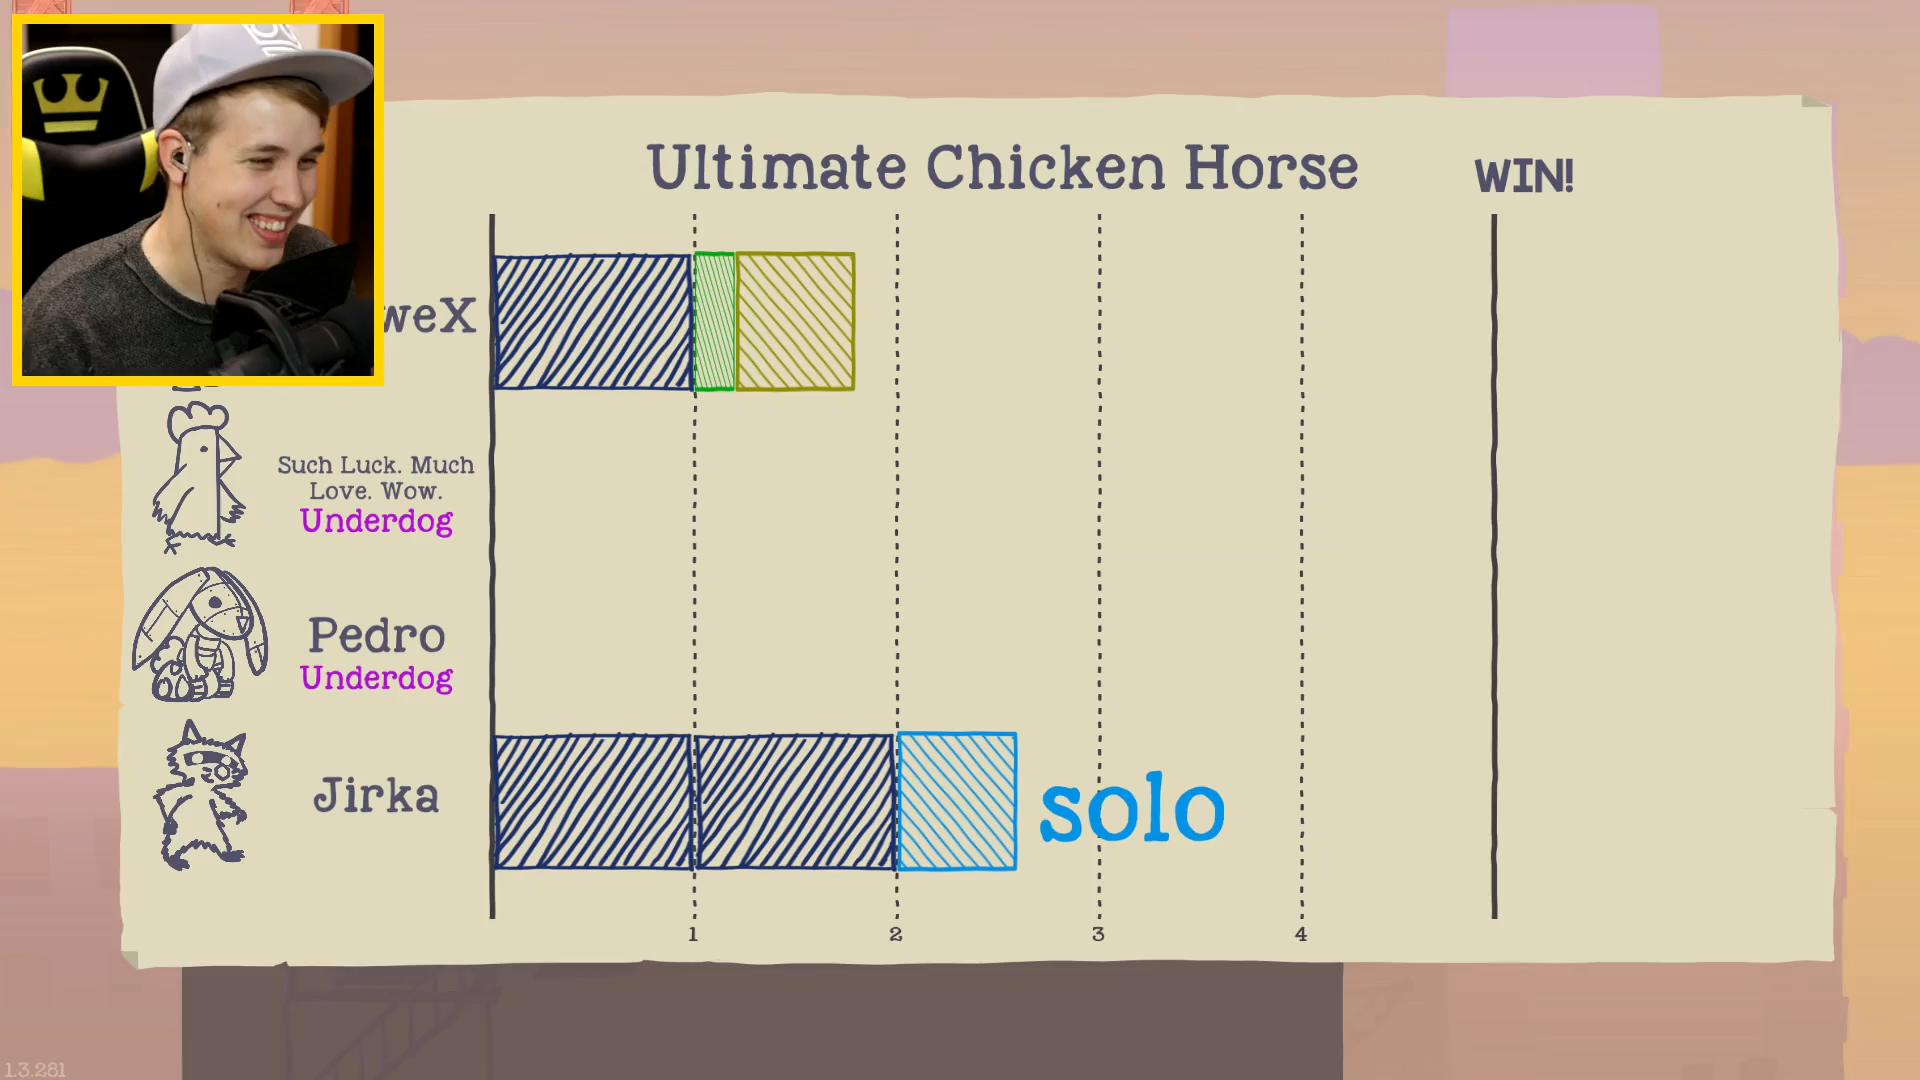 Ultimate Chicken Horse
WIN!
weX
Such Luck. Much
Love. Wow.
Underdog
Pedro
Underdog
Jirka
solo
1 2 3 4
1.3.281